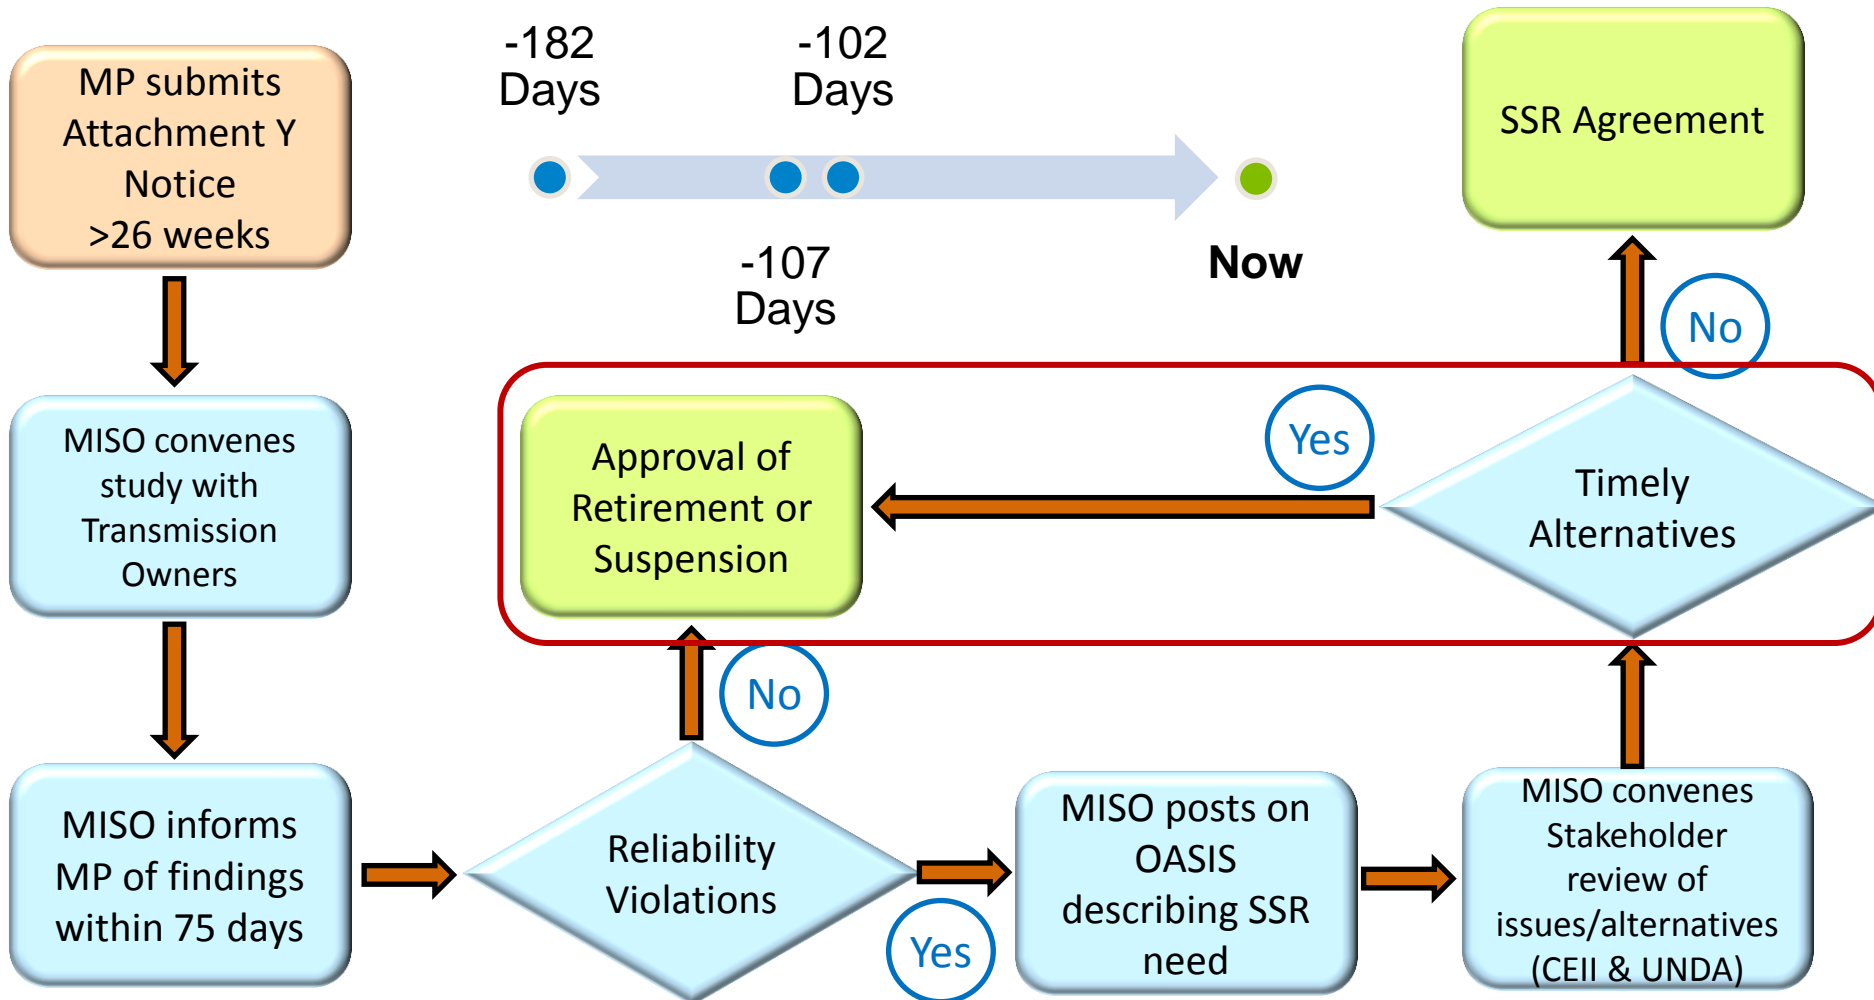 MP submits
Attachment Y
Notice
>26 weeks
-182
Days
-102
Days
-107
Days
Now
SSR Agreement
No
MISO convenes
study with
Transmission
Owners
Approval of
Retirement or
Suspension
Yes
Timely
Alternatives
No
MISO informs
MP of findings
within 75 days
Reliability
Violations
Yes
MISO posts on
OASIS
describing SSR
need
MISO convenes
Stakeholder
review of
issues/alternatives
(CEII & UNDA)